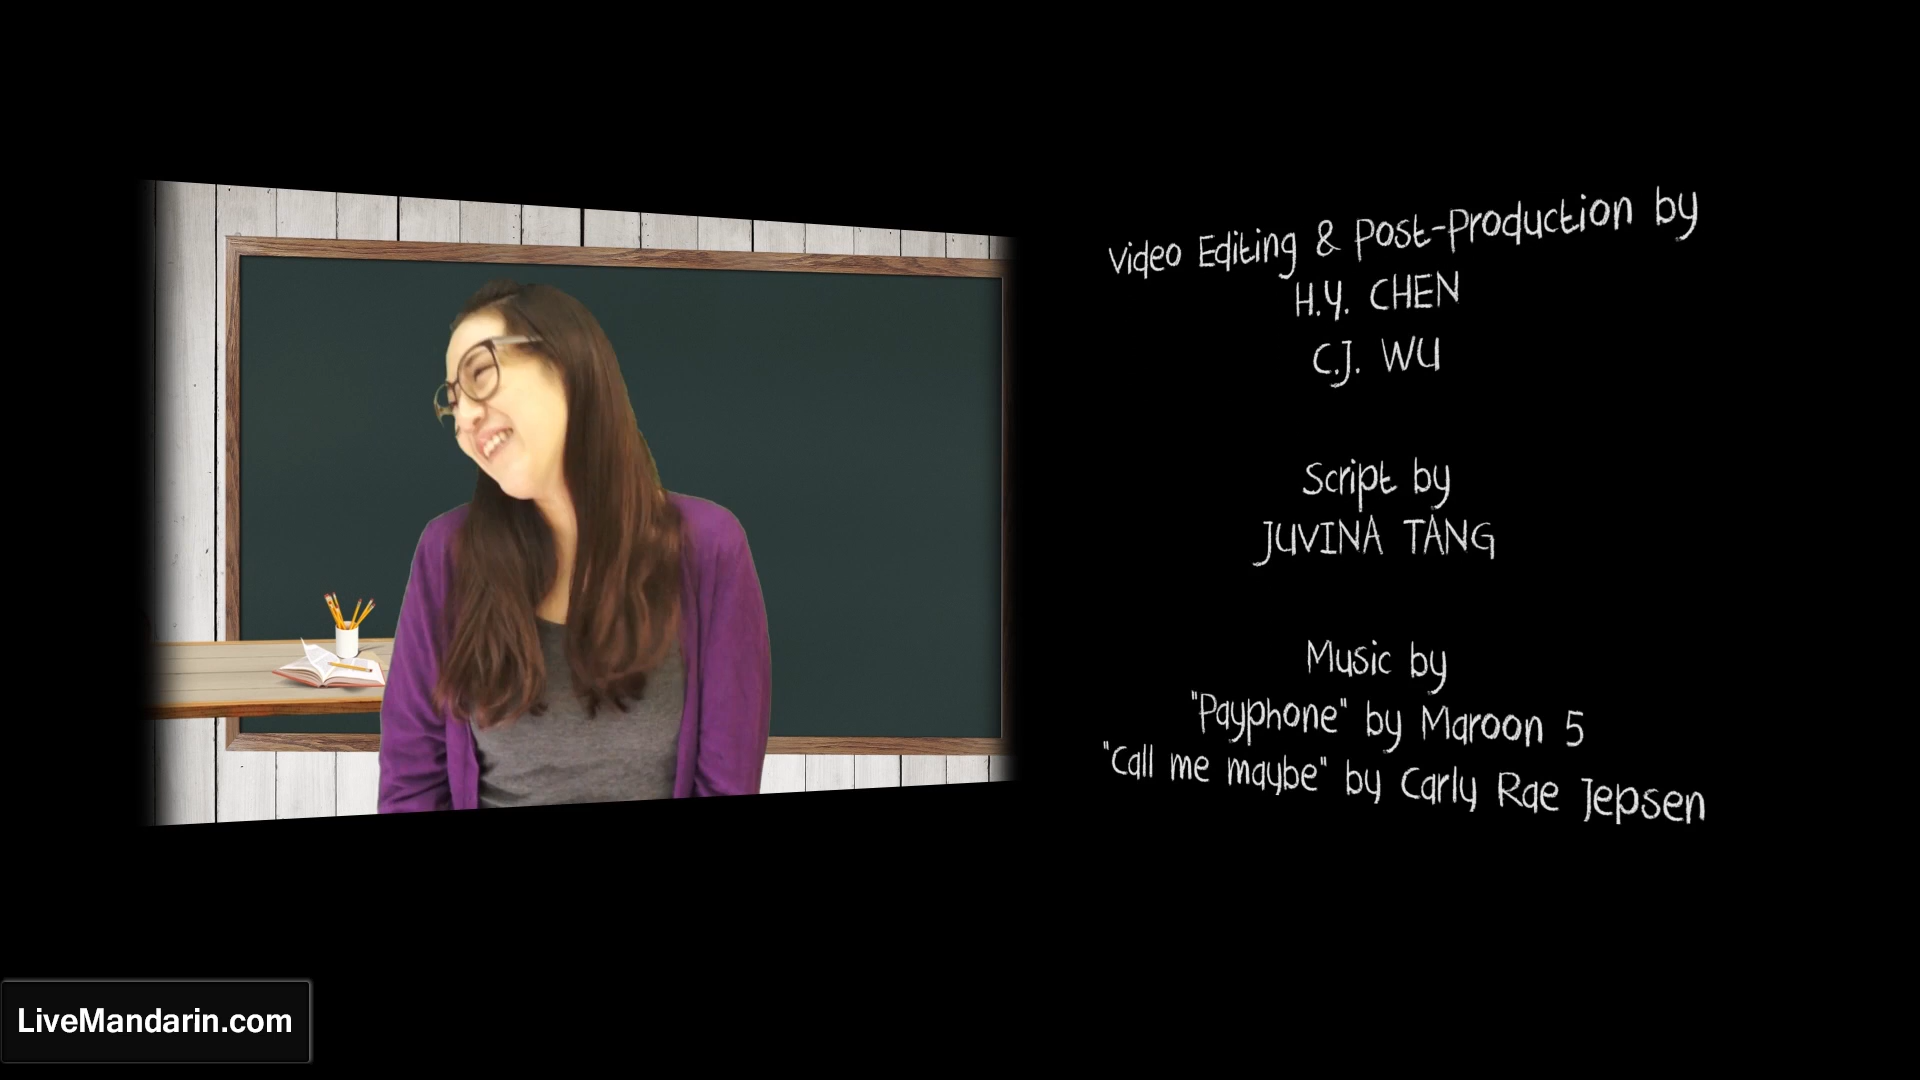 Video Editing & Post-Production by
H.Y. CHEN
C.J. WU
Script by
JUVINA TANG
Music by
"Payphone" by Maroon 5
"Call me maybe" by Carly Rae Jepsen
LiveMandarin.com